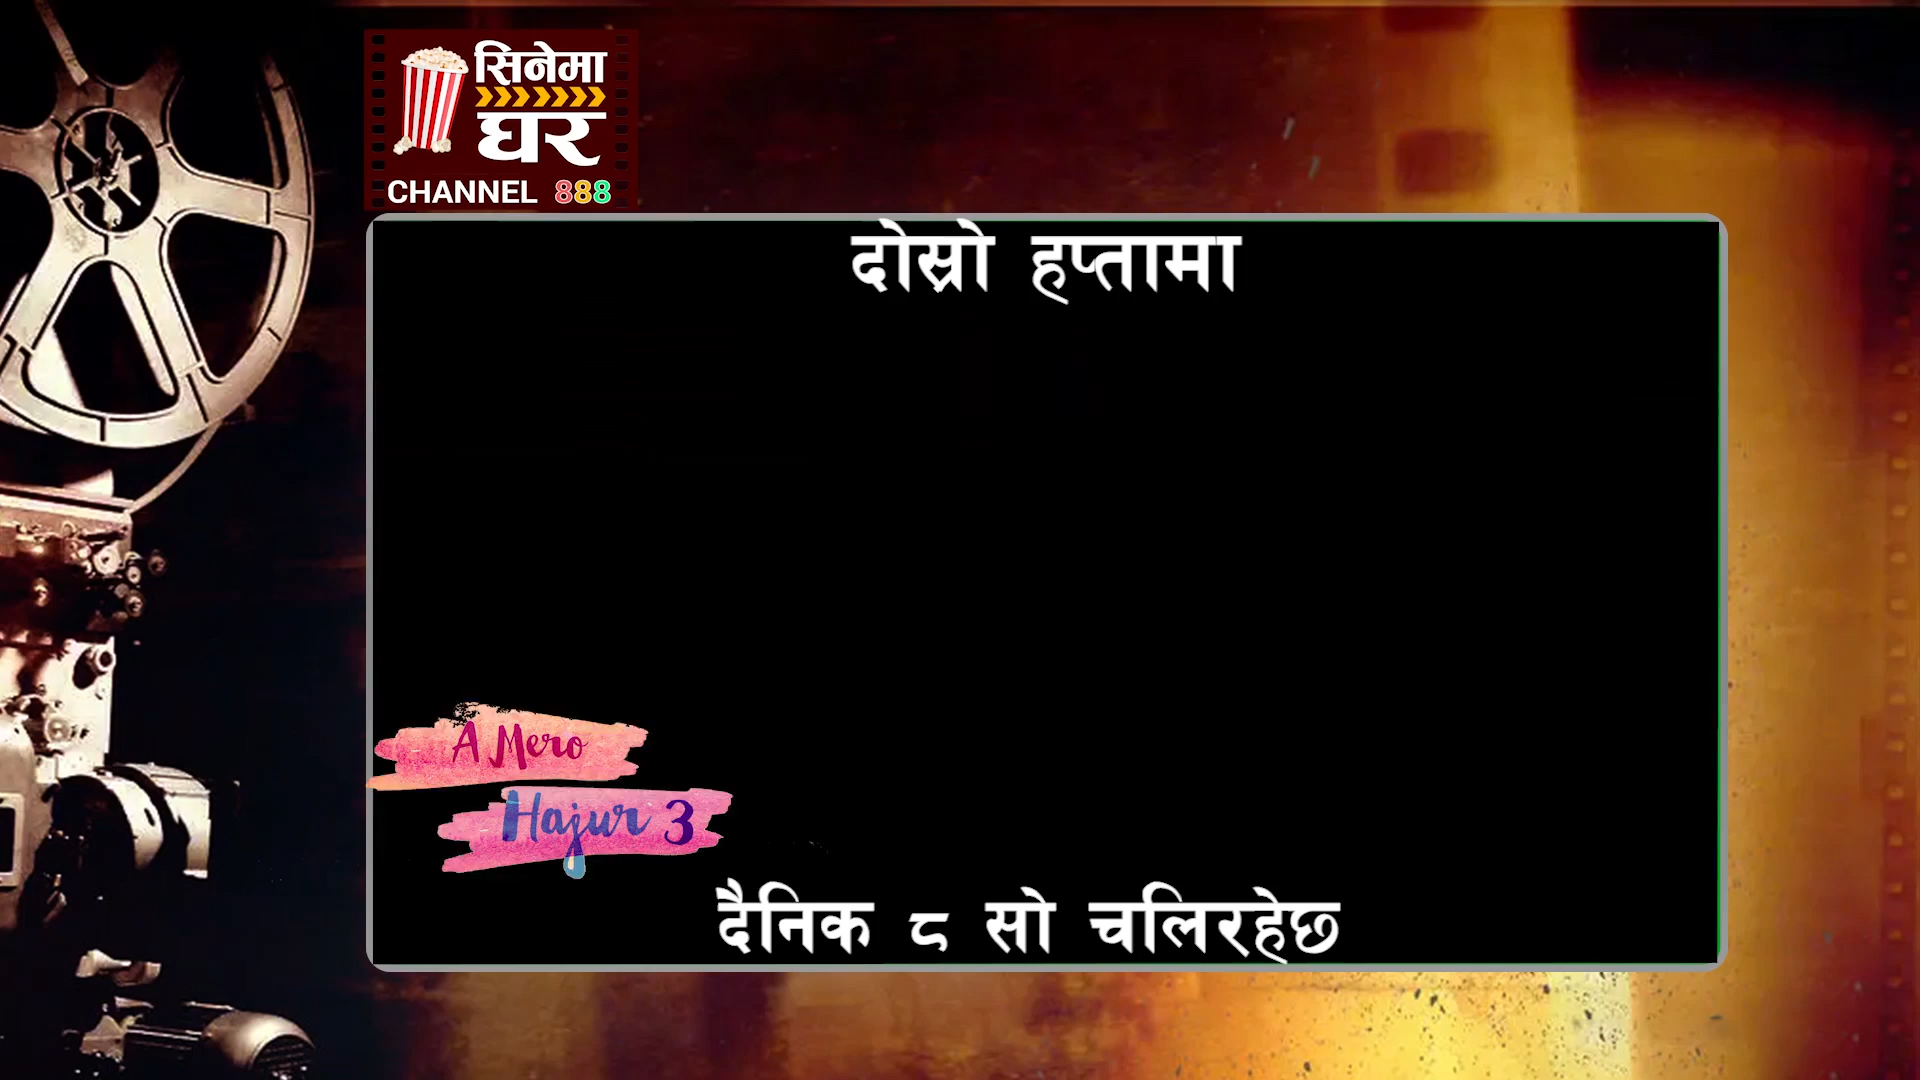 सिनेमा
घर
CHANNEL 888
दोस्रो हप्तामा
A Mero
Hajur 3
दैनिक ८ सो चलिरहेछ